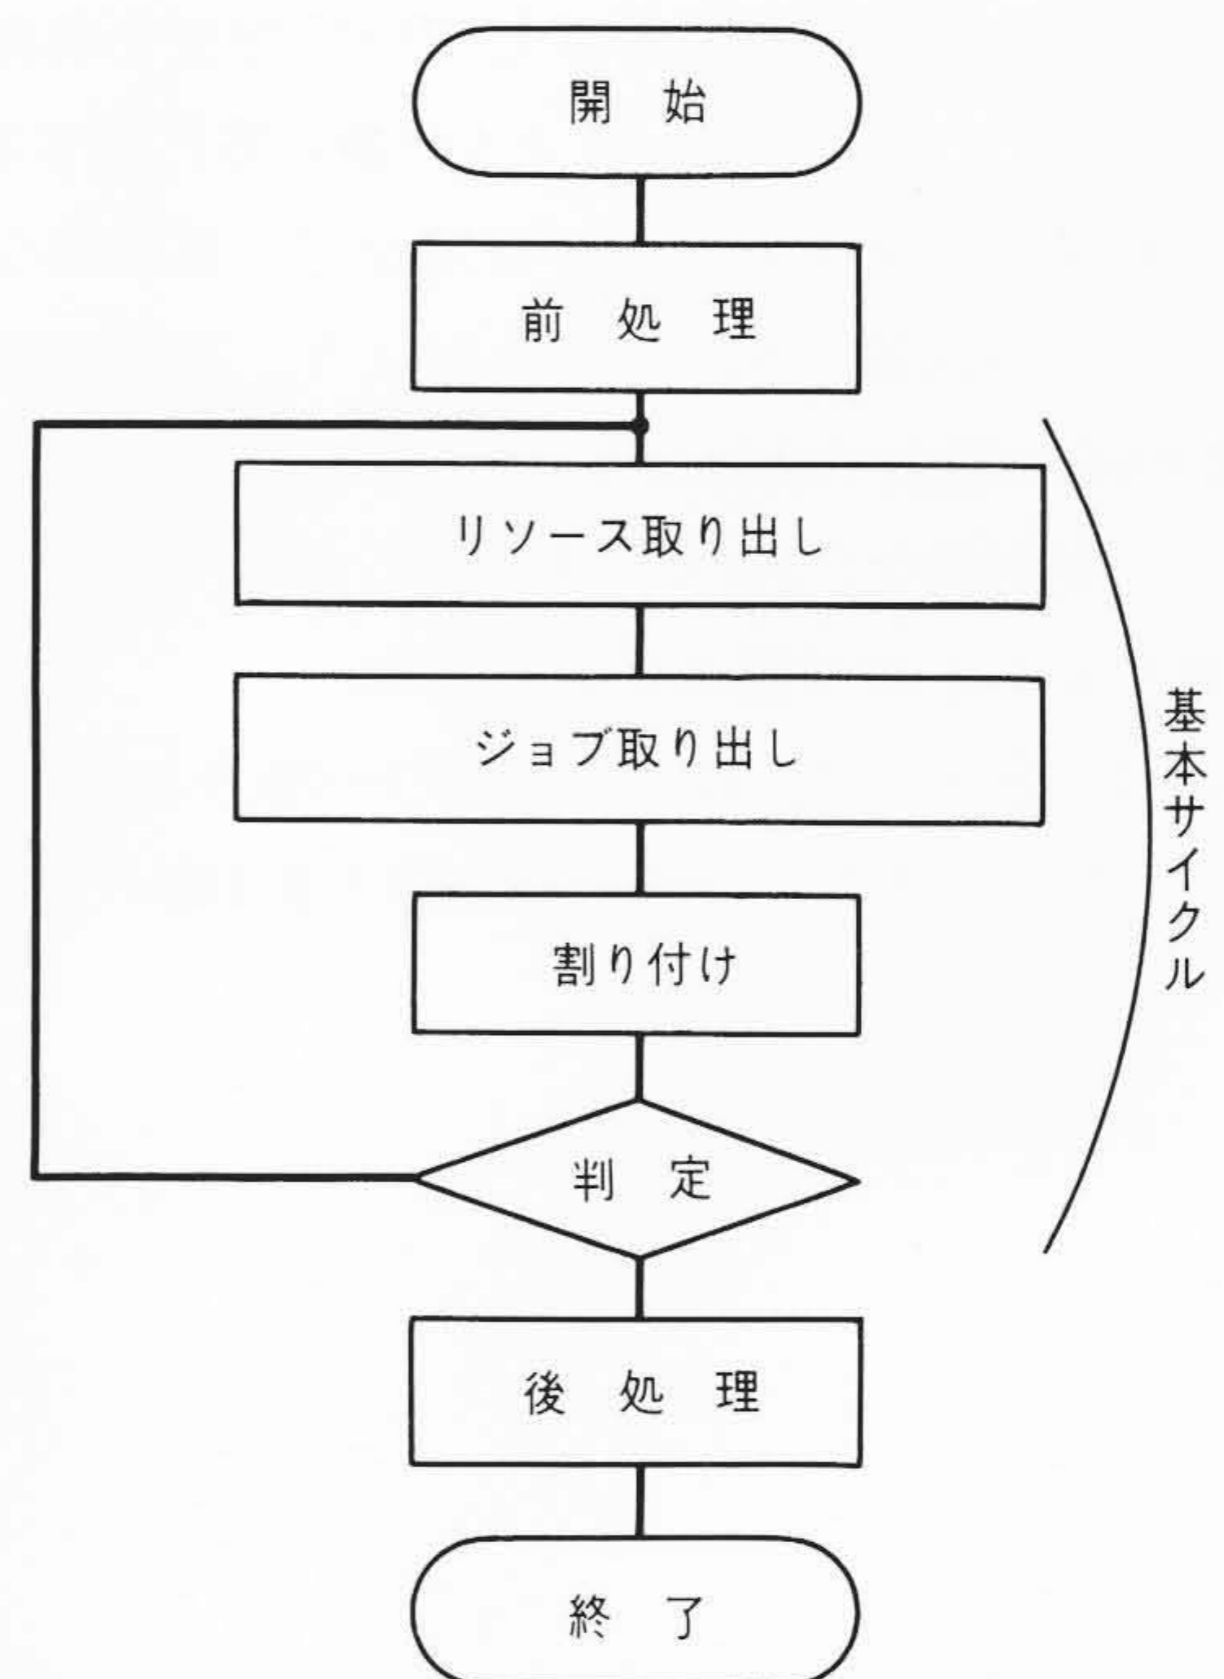 開 始
前 処 理
リソース取り出し
ジョブ取り出し
割り付け
判 定
後 処 理
終 了
基本サイクル